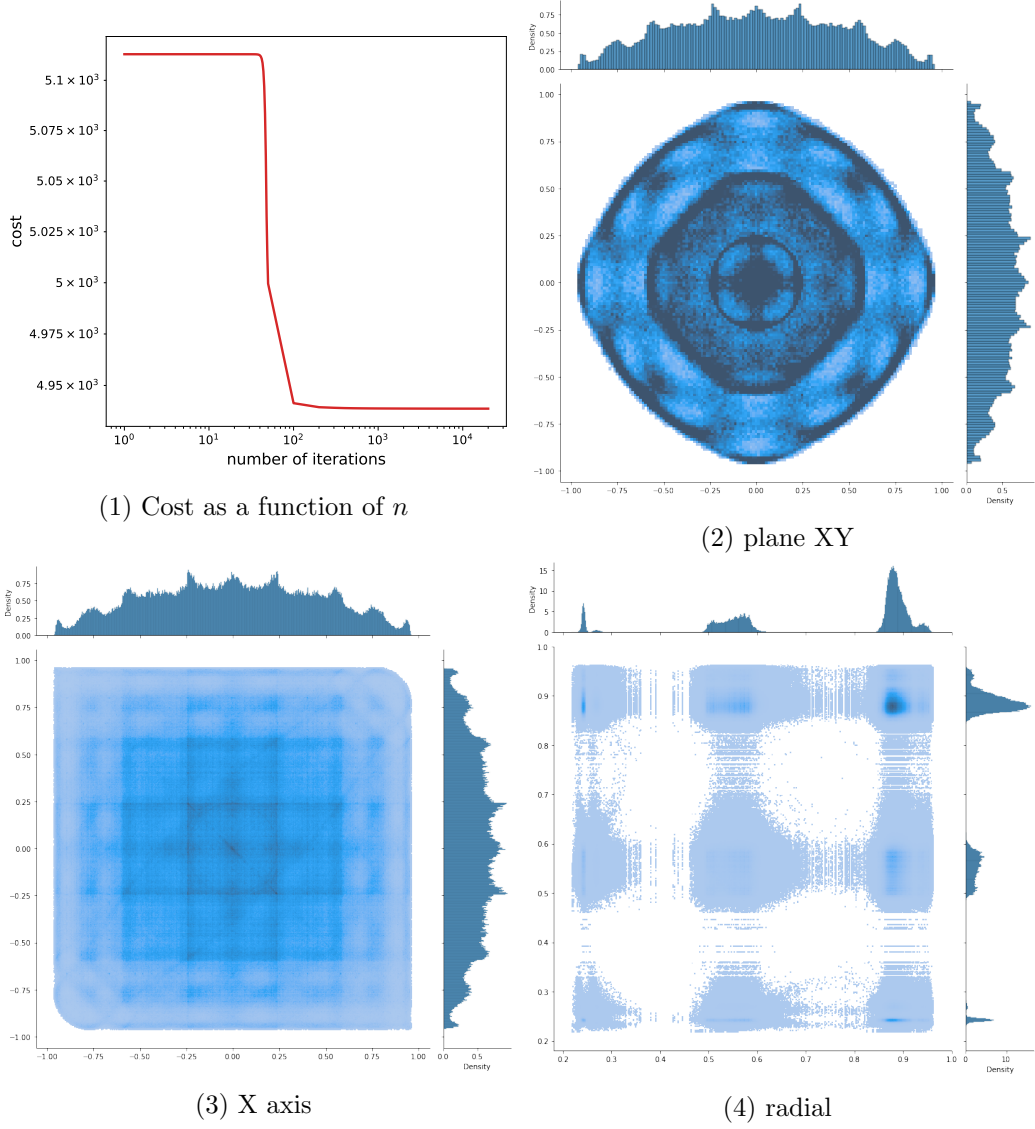 5.1 × 10³
5.075 × 10³
5.05 × 10³
5.025 × 10³
5 × 10³
4.975 × 10³
4.95 × 10³
cost
10⁰ 10¹ 10² 10³ 10⁴
number of iterations
(1) Cost as a function of n
Density
0.75
0.50
0.25
0.00
1.00
0.75
0.50
0.25
0.00
−0.25
−0.50
−0.75
−1.00
−1.00 −0.75 −0.50 −0.25 0.00 0.25 0.50 0.75 1.00
0.0 0.5
Density
(2) plane XY
Density
0.75
0.50
0.25
0.00
1.00
0.75
0.50
0.25
0.00
−0.25
−0.50
−0.75
−1.00
−1.00 −0.75 −0.50 −0.25 0.00 0.25 0.50 0.75 1.00
0.0 0.5
Density
(3) X axis
Density
15
10
5
0
1.0
0.9
0.8
0.7
0.6
0.5
0.4
0.3
0.2
0.2 0.3 0.4 0.5 0.6 0.7 0.8 0.9 1.0
0 10
Density
(4) radial